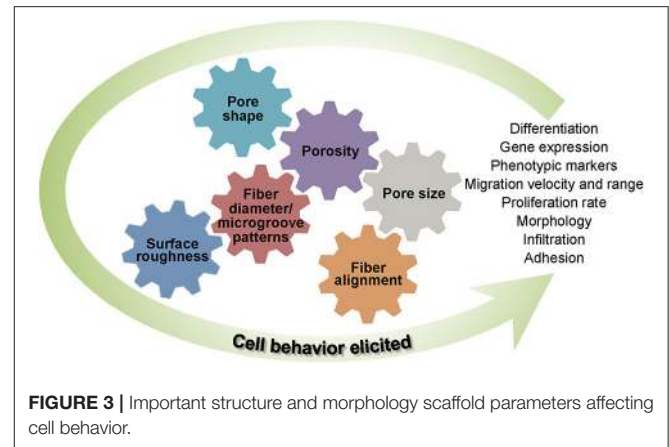 Pore
shape
Porosity
Pore size
Fiber
diameter/
microgroove
patterns
Surface
roughness
Fiber
alignment
Differentiation
Gene expression
Phenotypic markers
Migration velocity and range
Proliferation rate
Morphology
Infiltration
Adhesion
Cell behavior elicited
FIGURE 3 | Important structure and morphology scaffold parameters affecting
cell behavior.